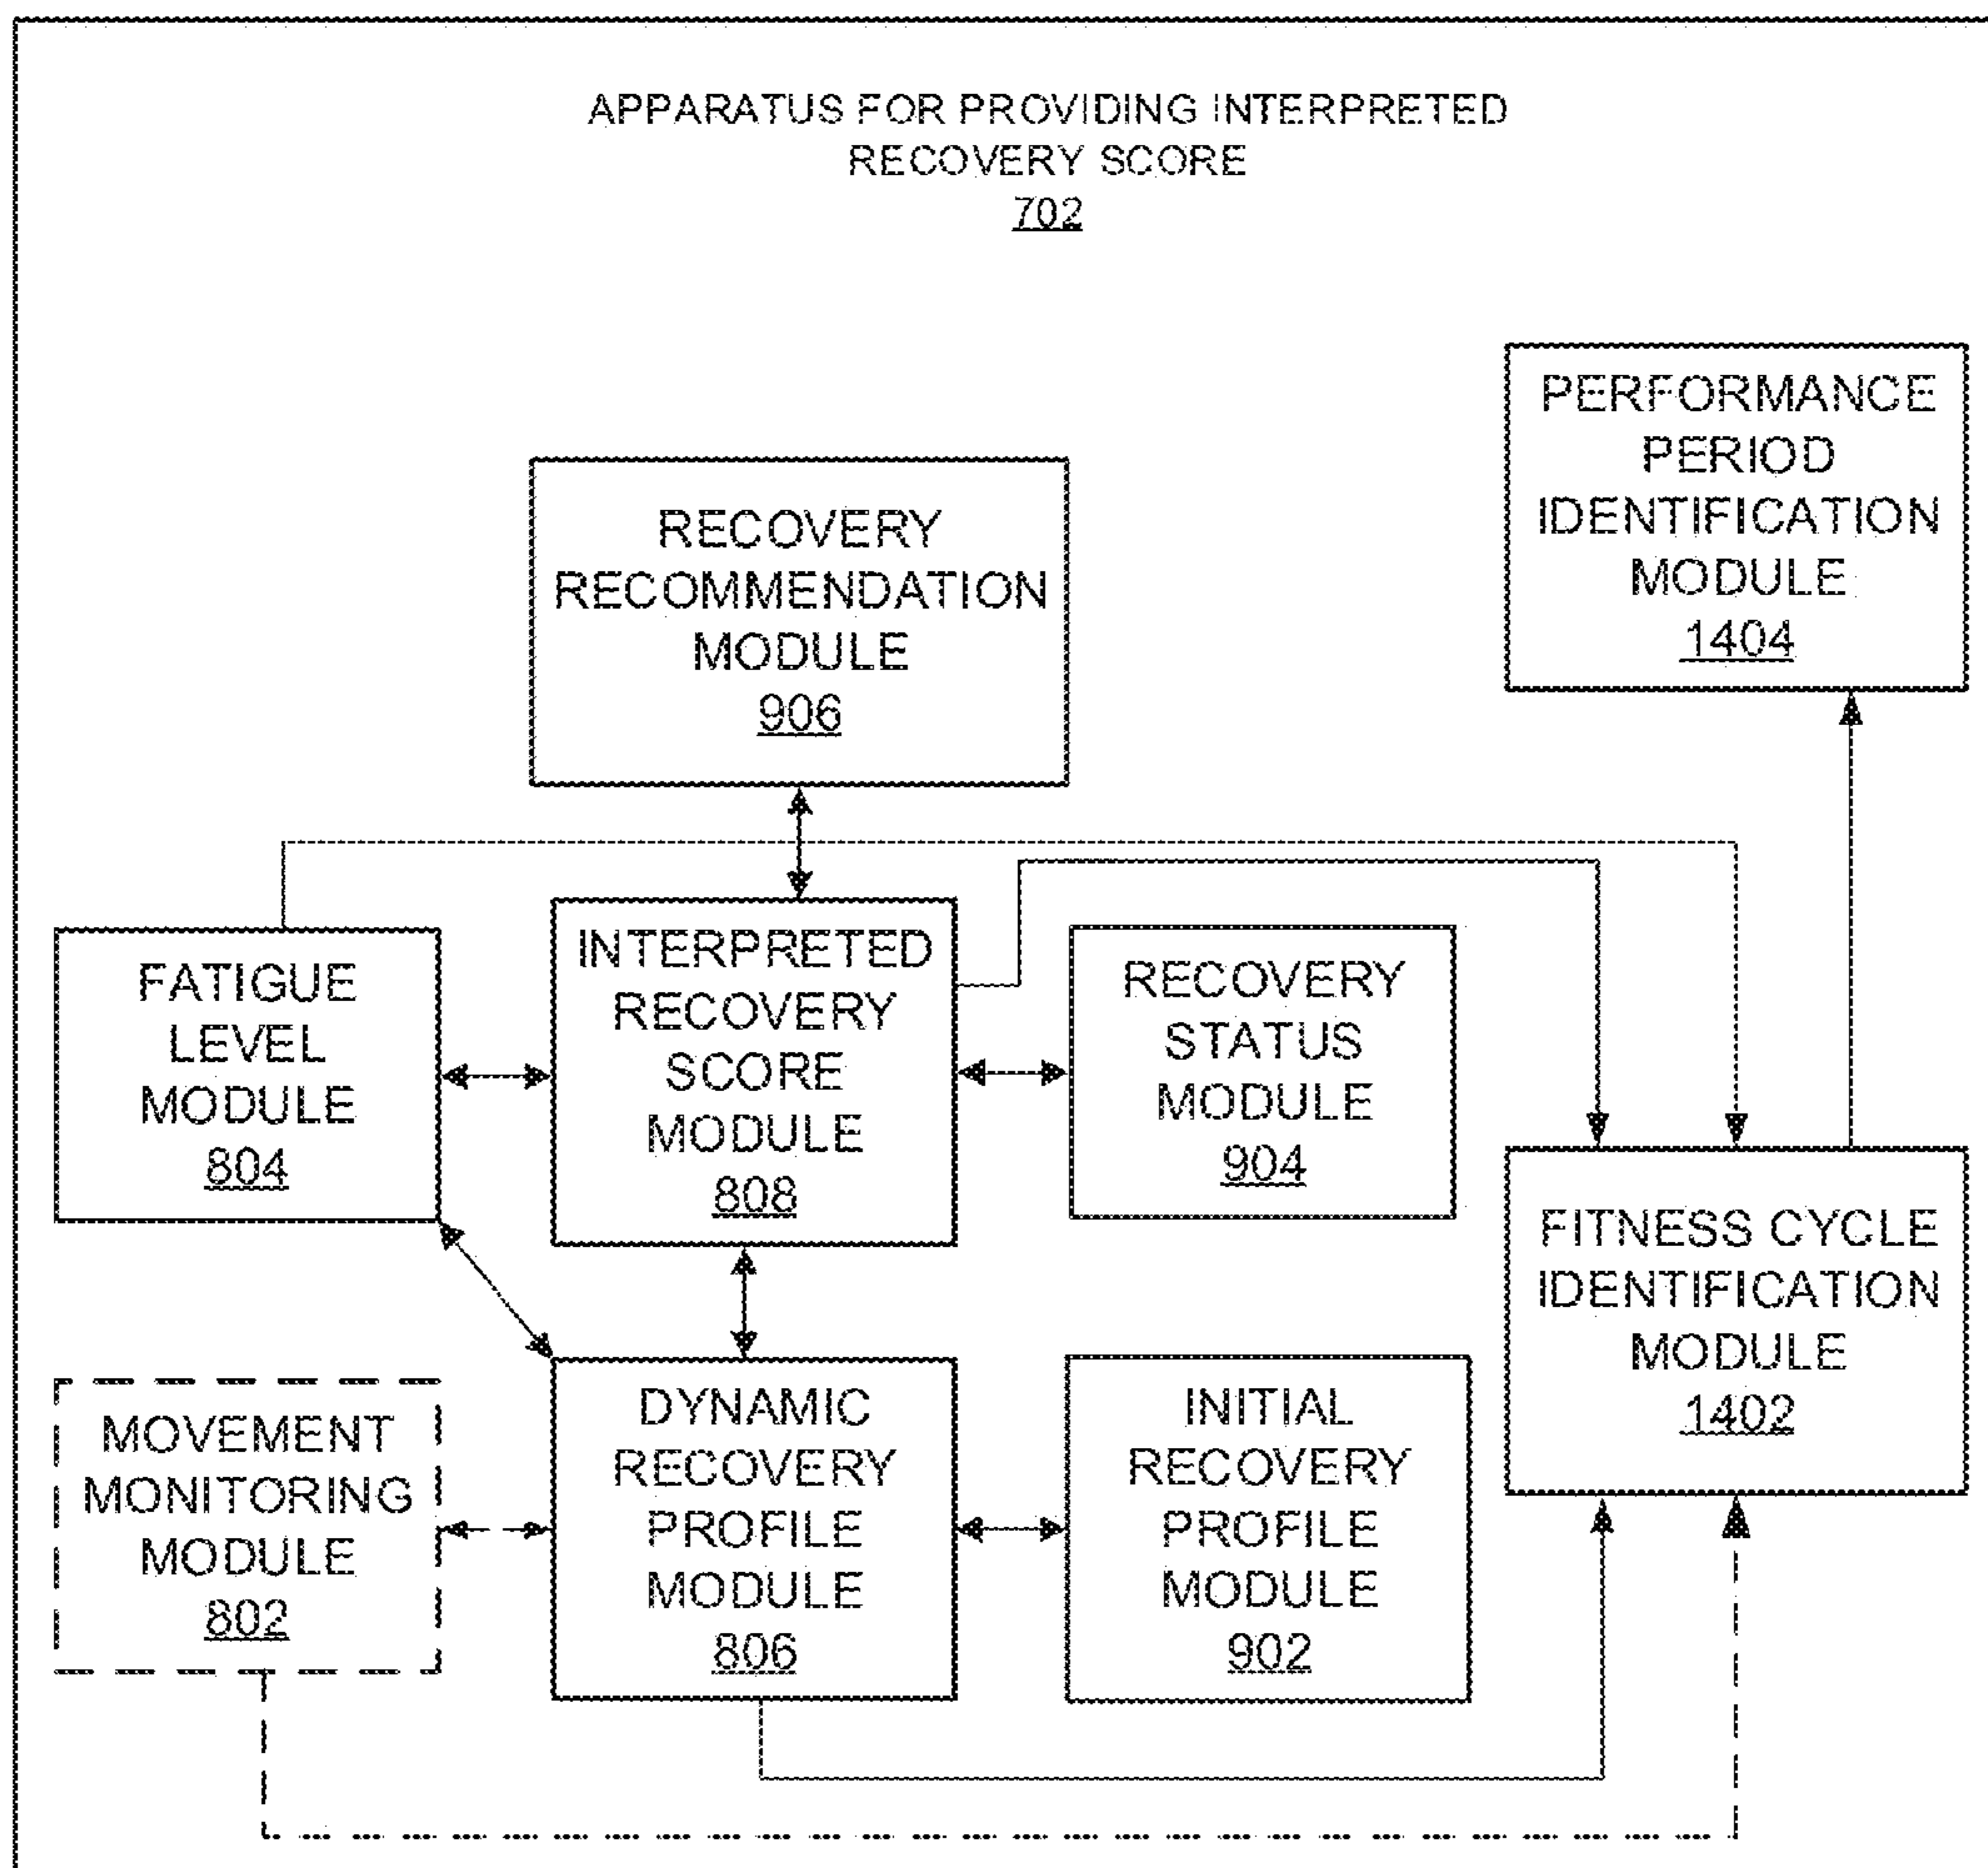 APPARATUS FOR PROVIDING INTERPRETED
RECOVERY SCORE
702
PERFORMANCE
PERIOD
IDENTIFICATION
MODULE
1404
RECOVERY
RECOMMENDATION
MODULE
906
FATIGUE
LEVEL
MODULE
804
INTERPRETED
RECOVERY
SCORE
MODULE
808
RECOVERY
STATUS
MODULE
904
FITNESS CYCLE
IDENTIFICATION
MODULE
1402
MOVEMENT
MONITORING
MODULE
802
DYNAMIC
RECOVERY
PROFILE
MODULE
806
INITIAL
RECOVERY
PROFILE
MODULE
902